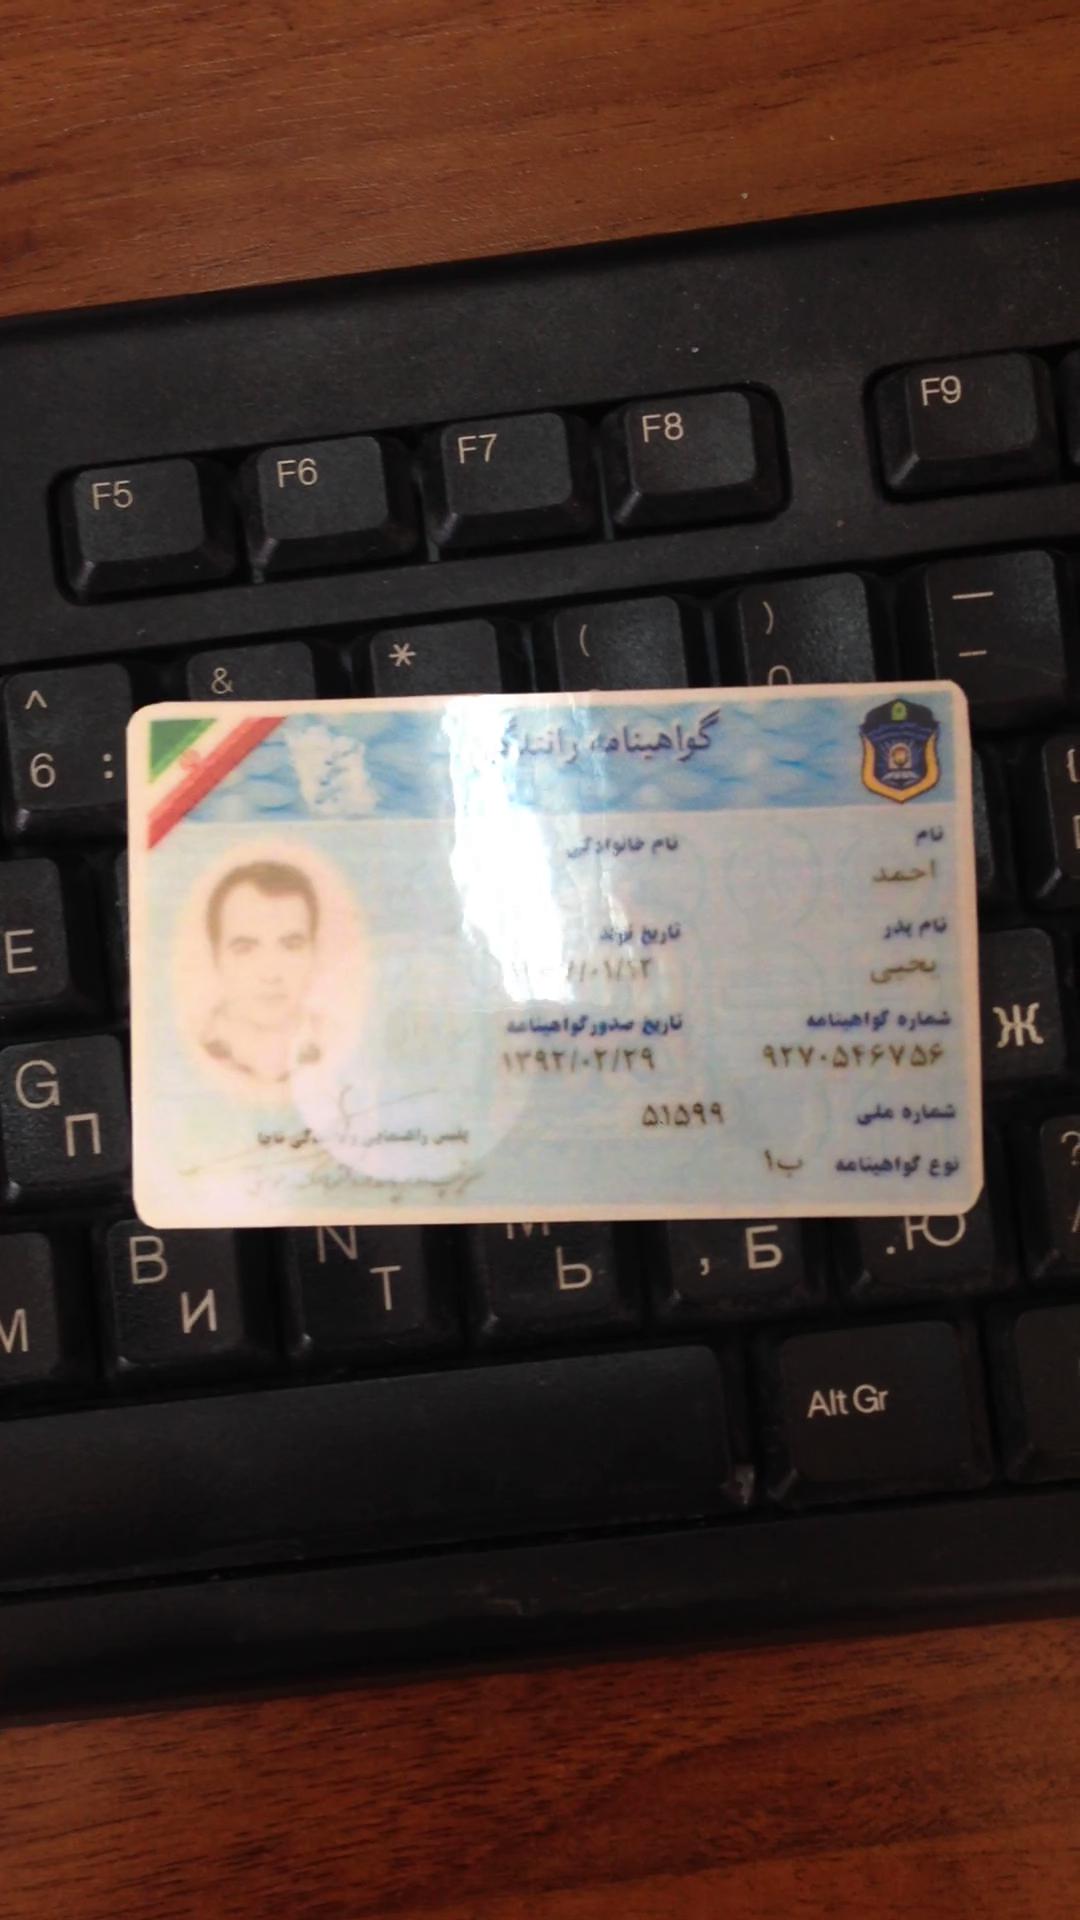 F5 F6 F7 F8 F9
^ & * ( ) —
6 : 0 -
گواهینامه رانندگی
نام نام خانوادگی
احمد
نام پدر تاریخ تولد
یحیی /۰۱/۱۲
شماره گواهینامه تاریخ صدور گواهینامه
۹۲۷۰۵۴۶۷۵۶ ۱۳۹۲/۰۲/۲۹
شماره ملی ۵۱۵۹۹
نوع گواهینامه ب۱
پلیس راهنمایی و رانندگی ناجا
E Ж
G П
B И N Т M Ь , Б . Ю
M
Alt Gr